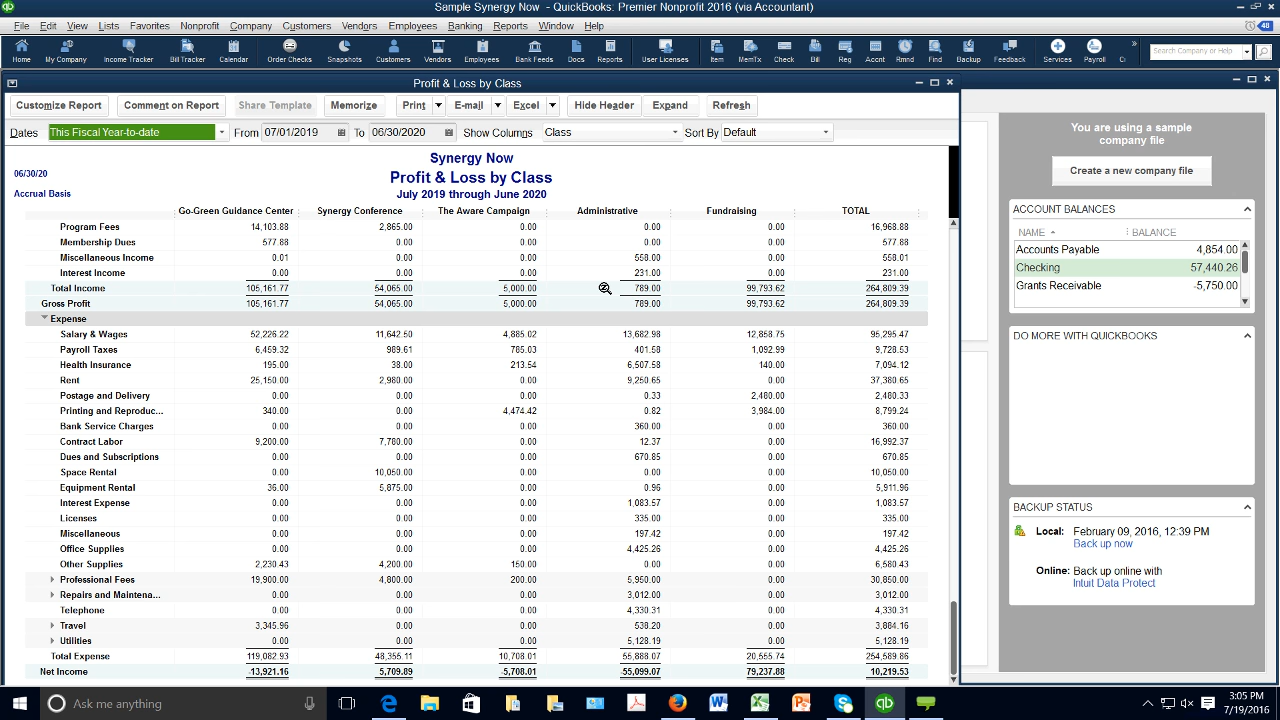 Sample Synergy Now - QuickBooks: Premier Nonprofit 2016 (via Accountant)
File Edit View Lists Favorites Nonprofit Company Customers Vendors Employees Banking Reports Window Help 48
Home My Company Income Tracker Bill Tracker Calendar Order Checks Snapshots Customers Vendors Employees Bank Feeds Docs Reports User Licenses Item MemTx Check Bill Reg Accnt Rmnd Find Backup Feedback Services Payroll Search Company or Help
Profit & Loss by Class
Customize Report Comment on Report Share Template Memorize Print E-mail Excel Hide Header Expand Refresh
Dates This Fiscal Year-to-date From 07/01/2019 To 06/30/2020 Show Columns Class Sort By Default
Synergy Now
06/30/20 Profit & Loss by Class
Accrual Basis July 2019 through June 2020
Go-Green Guidance Center Synergy Conference The Aware Campaign Administrative Fundraising TOTAL
Program Fees 14,103.88 2,865.00 0.00 0.00 0.00 16,968.88
Membership Dues 577.88 0.00 0.00 0.00 0.00 577.88
Miscellaneous Income 0.01 0.00 0.00 558.00 0.00 558.01
Interest Income 0.00 0.00 0.00 231.00 0.00 231.00
Total Income 105,161.77 54,065.00 5,000.00 789.00 99,793.62 264,809.39
Gross Profit 105,161.77 54,065.00 5,000.00 789.00 99,793.62 264,809.39
Expense
Salary & Wages 52,226.22 11,642.50 4,885.02 13,682.98 12,858.75 95,295.47
Payroll Taxes 6,459.32 989.61 785.03 401.58 1,092.99 9,728.53
Health Insurance 195.00 38.00 213.54 6,507.58 140.00 7,094.12
Rent 25,150.00 2,980.00 0.00 9,250.65 0.00 37,380.65
Postage and Delivery 0.00 0.00 0.00 0.33 2,480.00 2,480.33
Printing and Reproduc... 340.00 0.00 4,474.42 0.82 3,984.00 8,799.24
Bank Service Charges 0.00 0.00 0.00 360.00 0.00 360.00
Contract Labor 9,200.00 7,780.00 0.00 12.37 0.00 16,992.37
Dues and Subscriptions 0.00 0.00 0.00 670.85 0.00 670.85
Space Rental 0.00 10,050.00 0.00 0.00 0.00 10,050.00
Equipment Rental 36.00 5,875.00 0.00 0.96 0.00 5,911.96
Interest Expense 0.00 0.00 0.00 1,083.57 0.00 1,083.57
Licenses 0.00 0.00 0.00 335.00 0.00 335.00
Miscellaneous 0.00 0.00 0.00 197.42 0.00 197.42
Office Supplies 0.00 0.00 0.00 4,425.26 0.00 4,425.26
Other Supplies 2,230.43 4,200.00 150.00 0.00 0.00 6,580.43
Professional Fees 19,900.00 4,800.00 200.00 5,950.00 0.00 30,850.00
Repairs and Maintena... 0.00 0.00 0.00 3,012.00 0.00 3,012.00
Telephone 0.00 0.00 0.00 4,330.31 0.00 4,330.31
Travel 3,345.96 0.00 0.00 538.20 0.00 3,884.16
Utilities 0.00 0.00 0.00 5,128.19 0.00 5,128.19
Total Expense 119,082.93 48,355.11 10,708.01 55,888.07 20,555.74 254,589.86
Net Income -13,921.16 5,709.89 -5,708.01 -55,099.07 79,237.88 10,219.53
You are using a sample
company file
Create a new company file
ACCOUNT BALANCES
NAME BALANCE
Accounts Payable 4,854.00
Checking 57,440.26
Grants Receivable -5,750.00
DO MORE WITH QUICKBOOKS
BACKUP STATUS
Local: February 09, 2016, 12:39 PM
Back up now
Online: Back up online with
Intuit Data Protect
Ask me anything
3:05 PM
7/19/2016